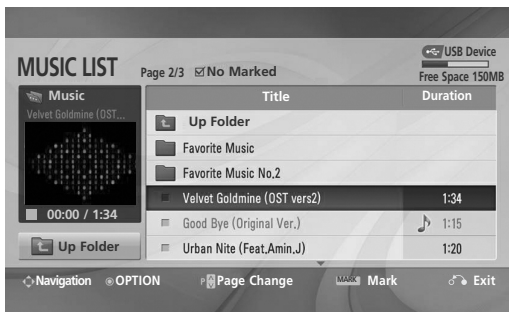 USB Device
MUSIC LIST
Page 2/3 No Marked
Free Space 150MB
Music
Title
Duration
Velvet Goldmine (OST...
Up Folder
Favorite Music
Favorite Music No.2
Velvet Goldmine (OST vers2) 1:34
00:00 / 1:34
Good Bye (Original Ver.) 1:15
Up Folder
Urban Nite (Feat.Amin.J) 1:20
Navigation OPTION P Page Change MARK Mark Exit